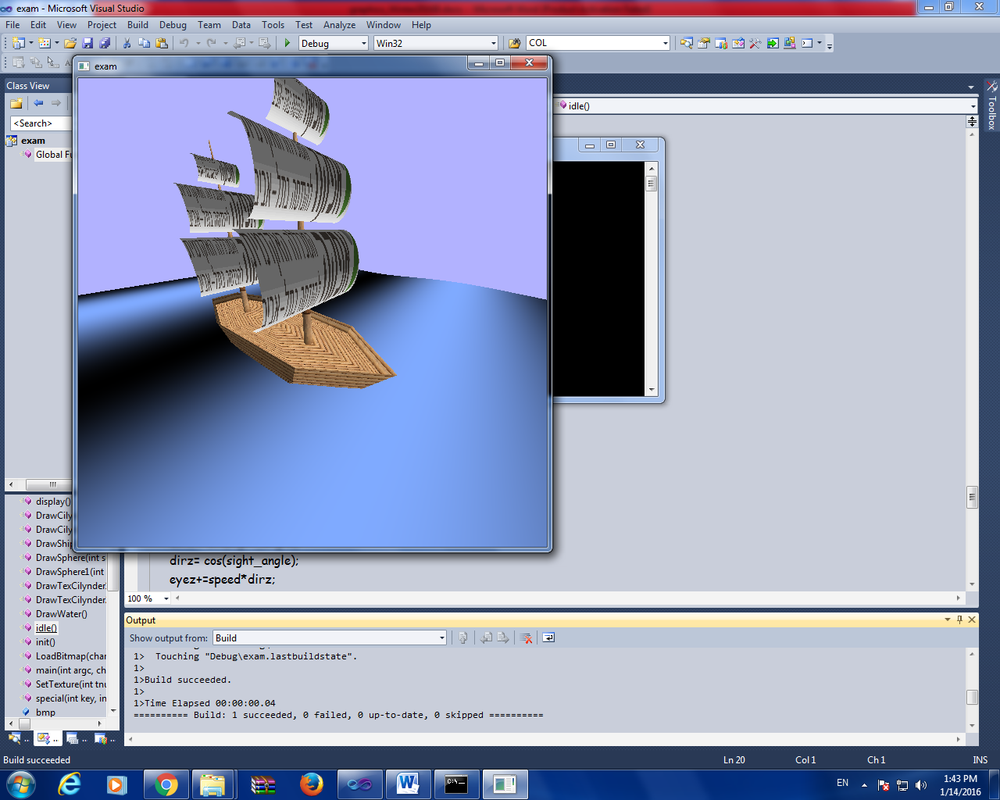 exam - Microsoft Visual Studio
File Edit View Project Build Debug Team Data Tools Test Analyze Window Help
Debug Win32 COL
exam
Class View
idle()
Toolbox
<Search>
exam
Global Fu
display()
DrawCily
DrawCily
DrawShi
DrawSphere(int s
DrawSphere1(int
DrawTexCilynder
DrawTexCilynder
DrawWater()
idle()
init()
LoadBitmap(char
main(int argc, ch
SetTexture(int tnu
special(int key, in
bmp
dirz= cos(sight_angle);
eyez+=speed*dirz;
100 %
Output
Show output from: Build
1>  Touching "Debug\exam.lastbuildstate".
1>
1>Build succeeded.
1>
1>Time Elapsed 00:00:00.04
========== Build: 1 succeeded, 0 failed, 0 up-to-date, 0 skipped ==========
Build succeeded Ln 20 Col 1 Ch 1 INS
EN 1:43 PM
1/14/2016